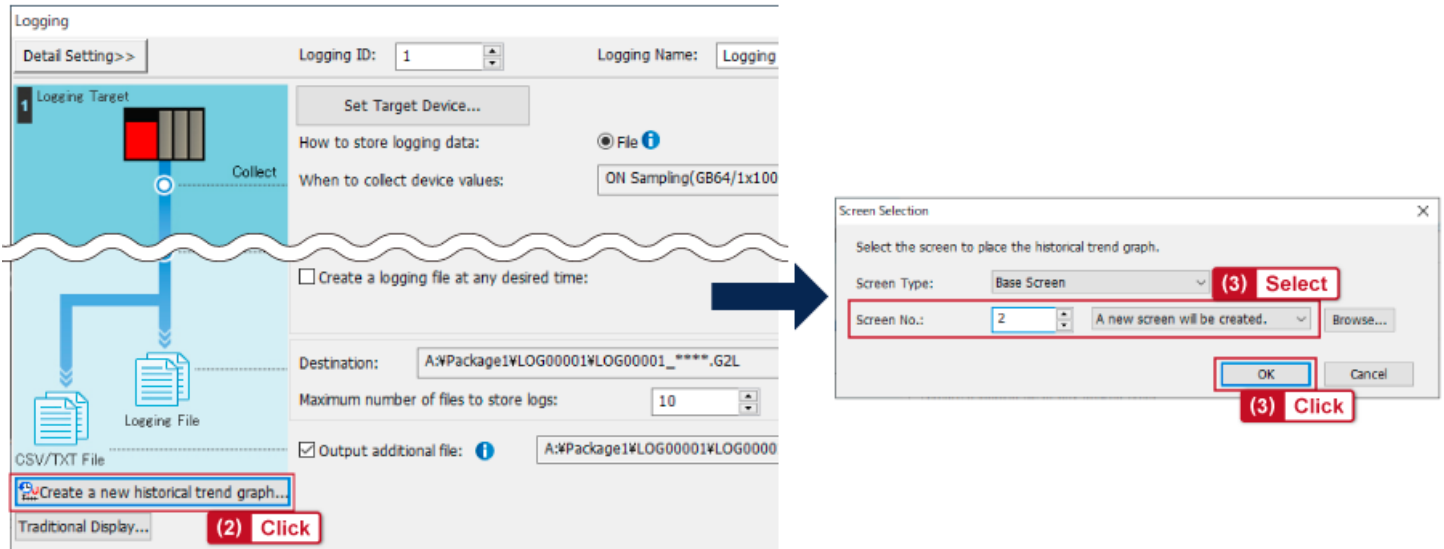 Logging
Detail Setting>>
Logging ID: 1
Logging Name: Logging
1 Logging Target
Set Target Device...
How to store logging data: File
Collect
When to collect device values: ON Sampling(GB64/1x100
Create a logging file at any desired time:
Destination: A:¥Package1¥LOG00001¥LOG00001_****.G2L
Maximum number of files to store logs: 10
Logging File
Output additional file: A:¥Package1¥LOG00001¥LOG0000
CSV/TXT File
Create a new historical trend graph...
Traditional Display...
(2) Click
Screen Selection
Select the screen to place the historical trend graph.
Screen Type: Base Screen
(3) Select
Screen No.: 2 A new screen will be created. Browse...
OK Cancel
(3) Click